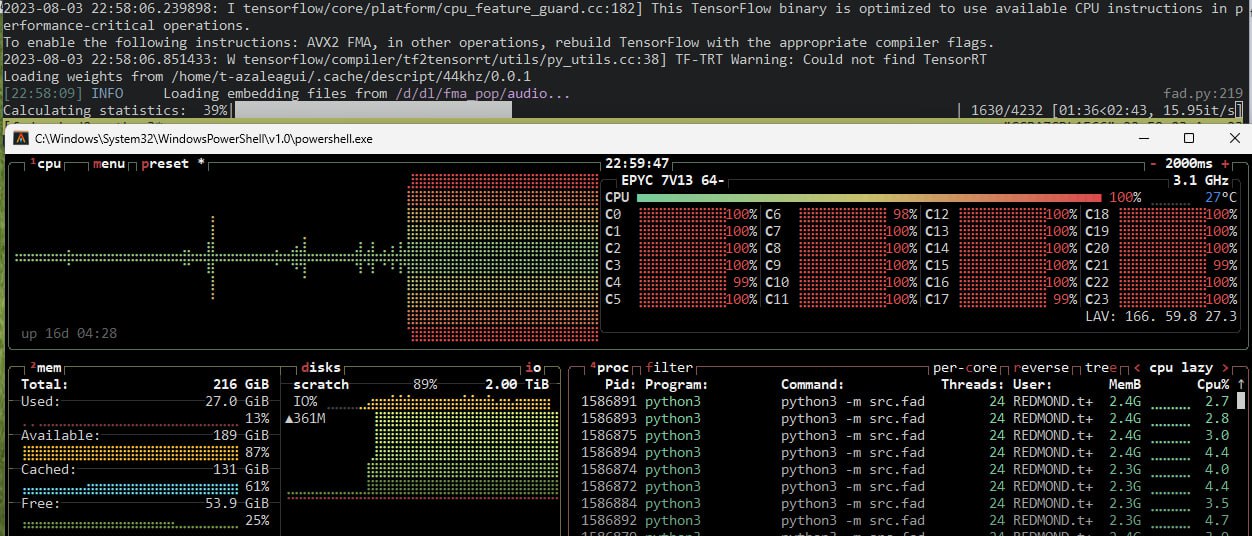 2023-08-03 22:58:06.239898: I tensorflow/core/platform/cpu_feature_guard.cc:182] This TensorFlow binary is optimized to use available CPU instructions in p
erformance-critical operations.
To enable the following instructions: AVX2 FMA, in other operations, rebuild TensorFlow with the appropriate compiler flags.
2023-08-03 22:58:06.851433: W tensorflow/compiler/tf2tensorrt/utils/py_utils.cc:38] TF-TRT Warning: Could not find TensorRT
Loading weights from /home/t-azaleagui/.cache/descript/44khz/0.0.1
[22:58:09] INFO Loading embedding files from /d/dl/fma_pop/audio... fad.py:219
Calculating statistics: 39%| | 1630/4232 [01:36<02:43, 15.95it/s]
C:\Windows\System32\WindowsPowerShell\v1.0\powershell.exe
¹cpu menu preset * 22:59:47 - 2000ms +
EPYC 7V13 64- 3.1 GHz
CPU 100% 27°C
C0 100% C6 98% C12 100% C18 100%
C1 100% C7 100% C13 100% C19 100%
C2 100% C8 100% C14 100% C20 100%
C3 100% C9 100% C15 100% C21 99%
C4 99% C10 100% C16 100% C22 100%
C5 100% C11 100% C17 99% C23 100%
LAV: 166. 59.8 27.3
up 16d 04:28
²mem disks io ⁴proc filter per-core reverse tree < cpu lazy >
Total: 216 GiB scratch 89% 2.00 TiB Pid: Program: Command: Threads: User: MemB Cpu% ↑
Used: 27.0 GiB IO% 1586891 python3 python3 -m src.fad 24 REDMOND.t+ 2.4G 2.7
13% ▲361M 1586893 python3 python3 -m src.fad 24 REDMOND.t+ 2.4G 2.8
Available: 189 GiB 1586875 python3 python3 -m src.fad 24 REDMOND.t+ 2.4G 3.0
87% 1586894 python3 python3 -m src.fad 24 REDMOND.t+ 2.4G 4.4
Cached: 131 GiB 1586874 python3 python3 -m src.fad 24 REDMOND.t+ 2.3G 4.0
61% 1586872 python3 python3 -m src.fad 24 REDMOND.t+ 2.3G 4.4
Free: 53.9 GiB 1586884 python3 python3 -m src.fad 24 REDMOND.t+ 2.3G 3.5
25% 1586892 python3 python3 -m src.fad 24 REDMOND.t+ 2.3G 4.7